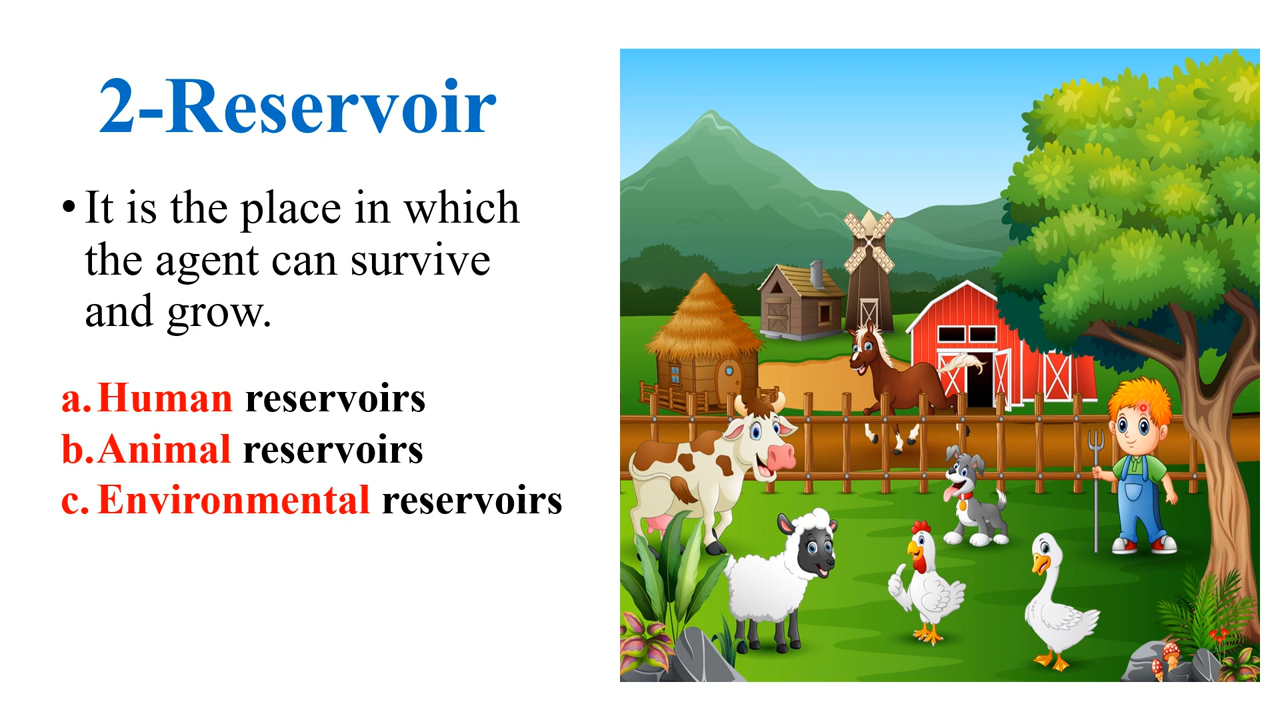 2-Reservoir
• It is the place in which
the agent can survive
and grow.
a. Human reservoirs
b. Animal reservoirs
c. Environmental reservoirs